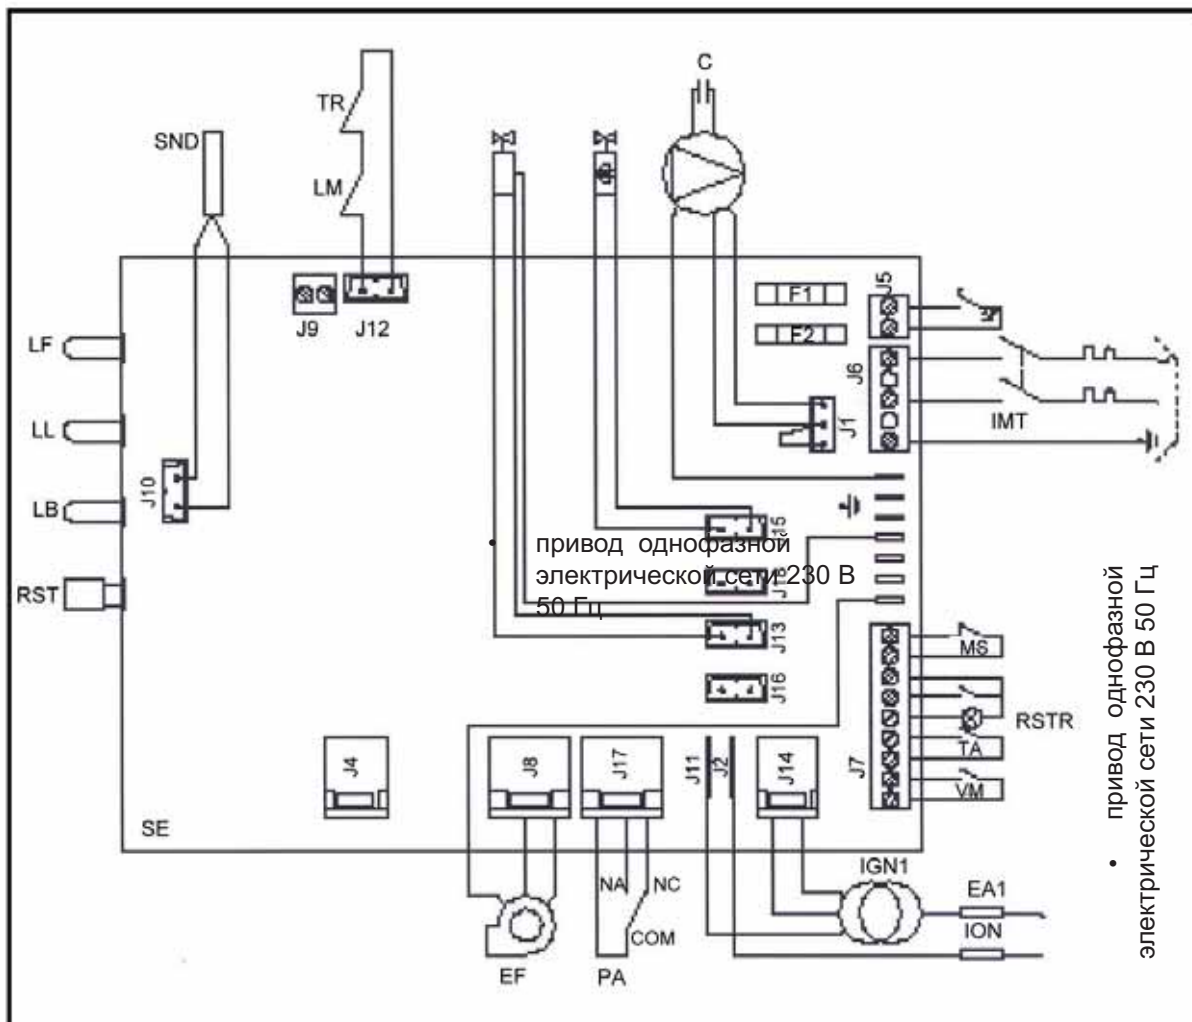 C
TR
SND
LM
J9
J12
F1
F2
J5
J6
J1
IMT
LF
LL
LB
RST
J10
J15
• привод однофазной
электрической сети 230 В
50 Гц
J13
J16
MS
RSTR
TA
VM
J7
J4
J8
J17
J11
J2
J14
SE
NA
NC
COM
EF
PA
IGN1
EA1
ION
• привод однофазной
электрической сети 230 В 50 Гц